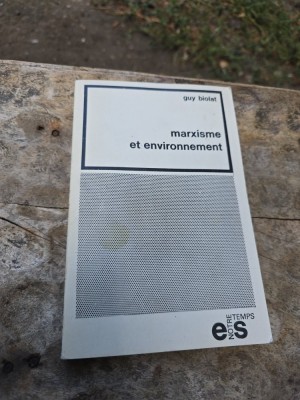 guy biolat
marxisme
et environnement
es
NOTRE
TEMPS